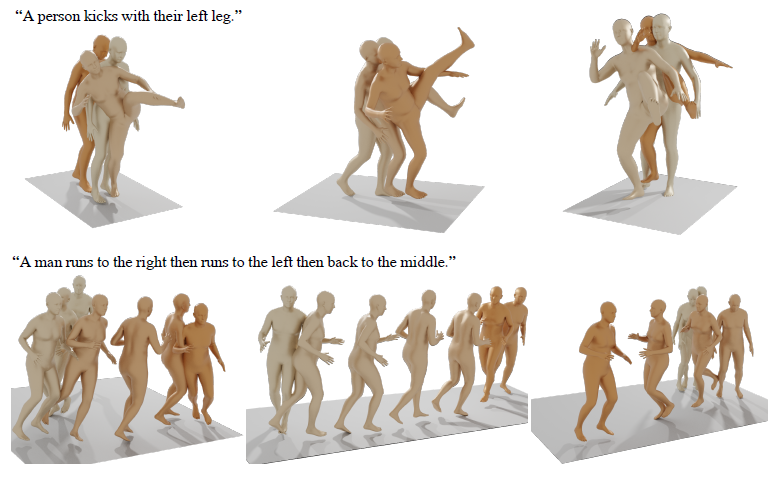 “A person kicks with their left leg.”
“A man runs to the right then runs to the left then back to the middle.”